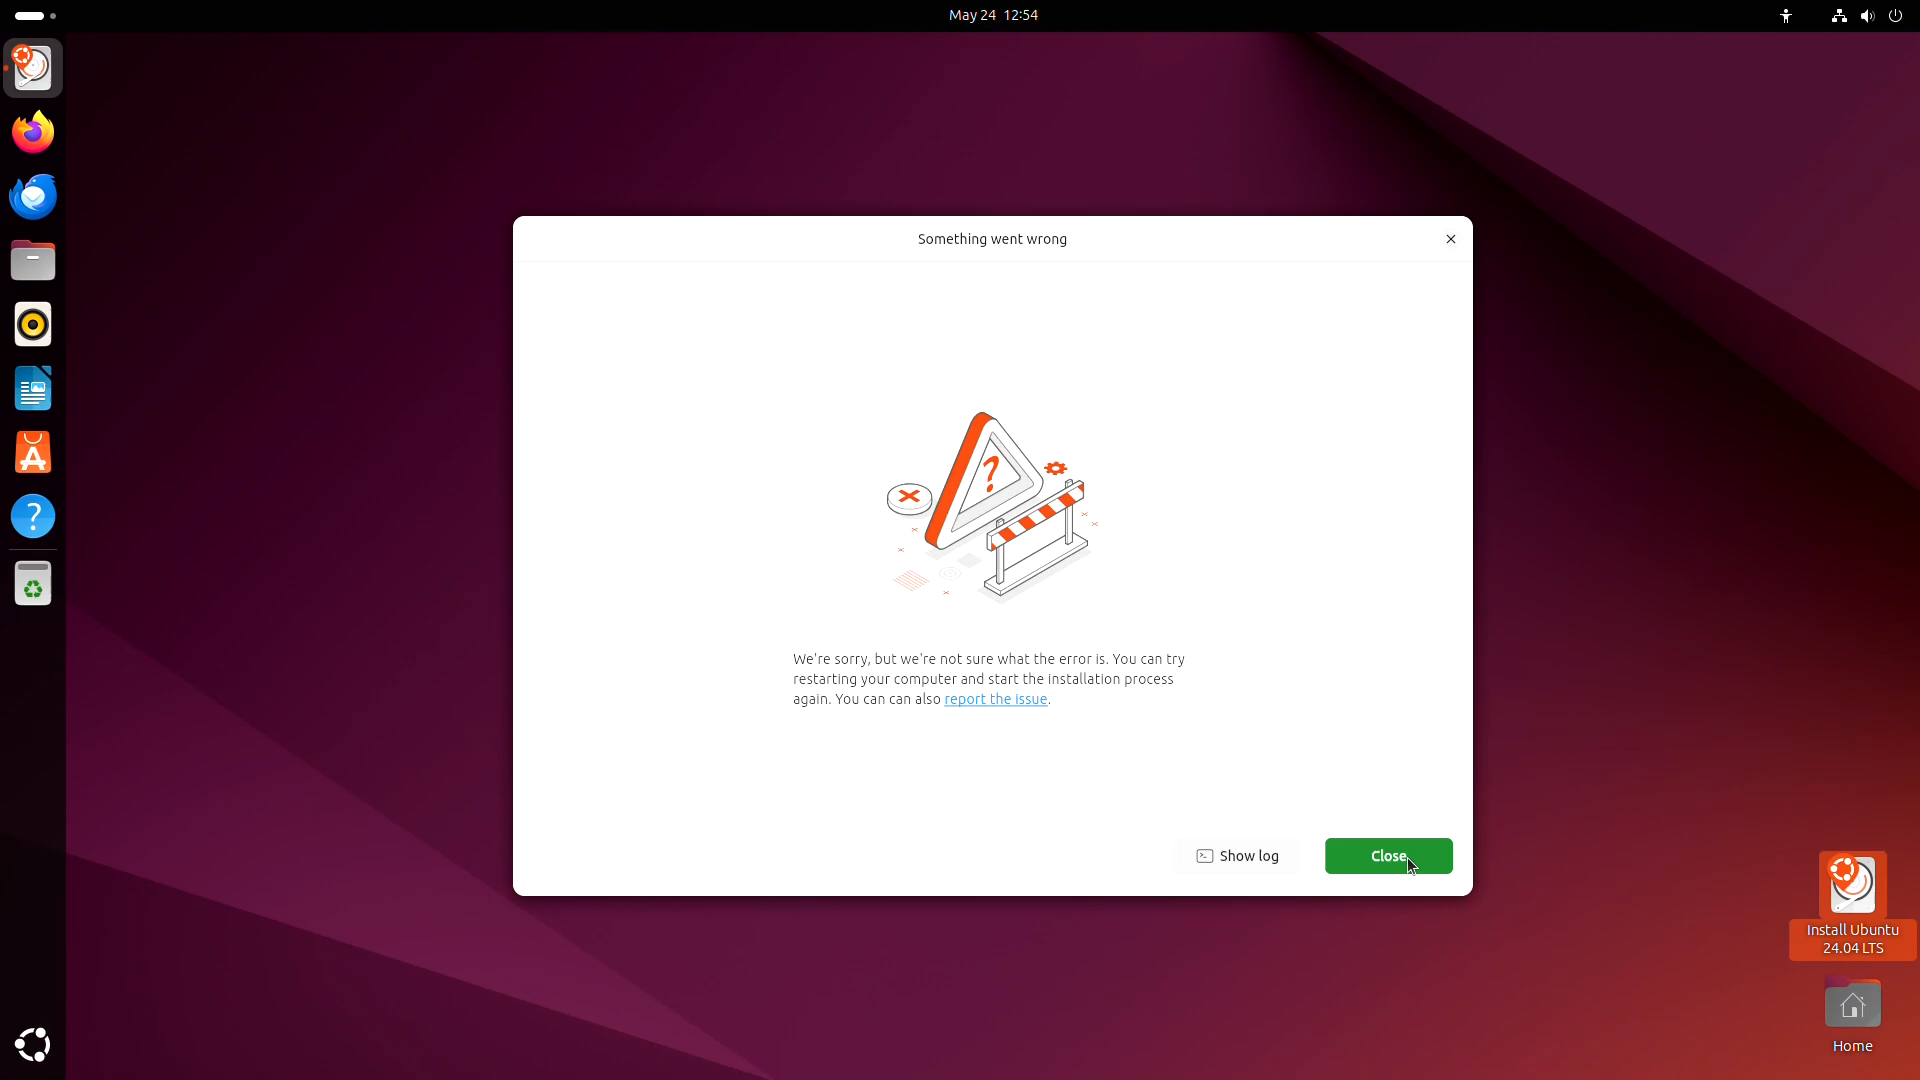 May 24 12:54
Something went wrong
We're sorry, but we're not sure what the error is. You can try
restarting your computer and start the installation process
again. You can can also report the issue.
Show log
Close
Install Ubuntu
24.04 LTS
Home